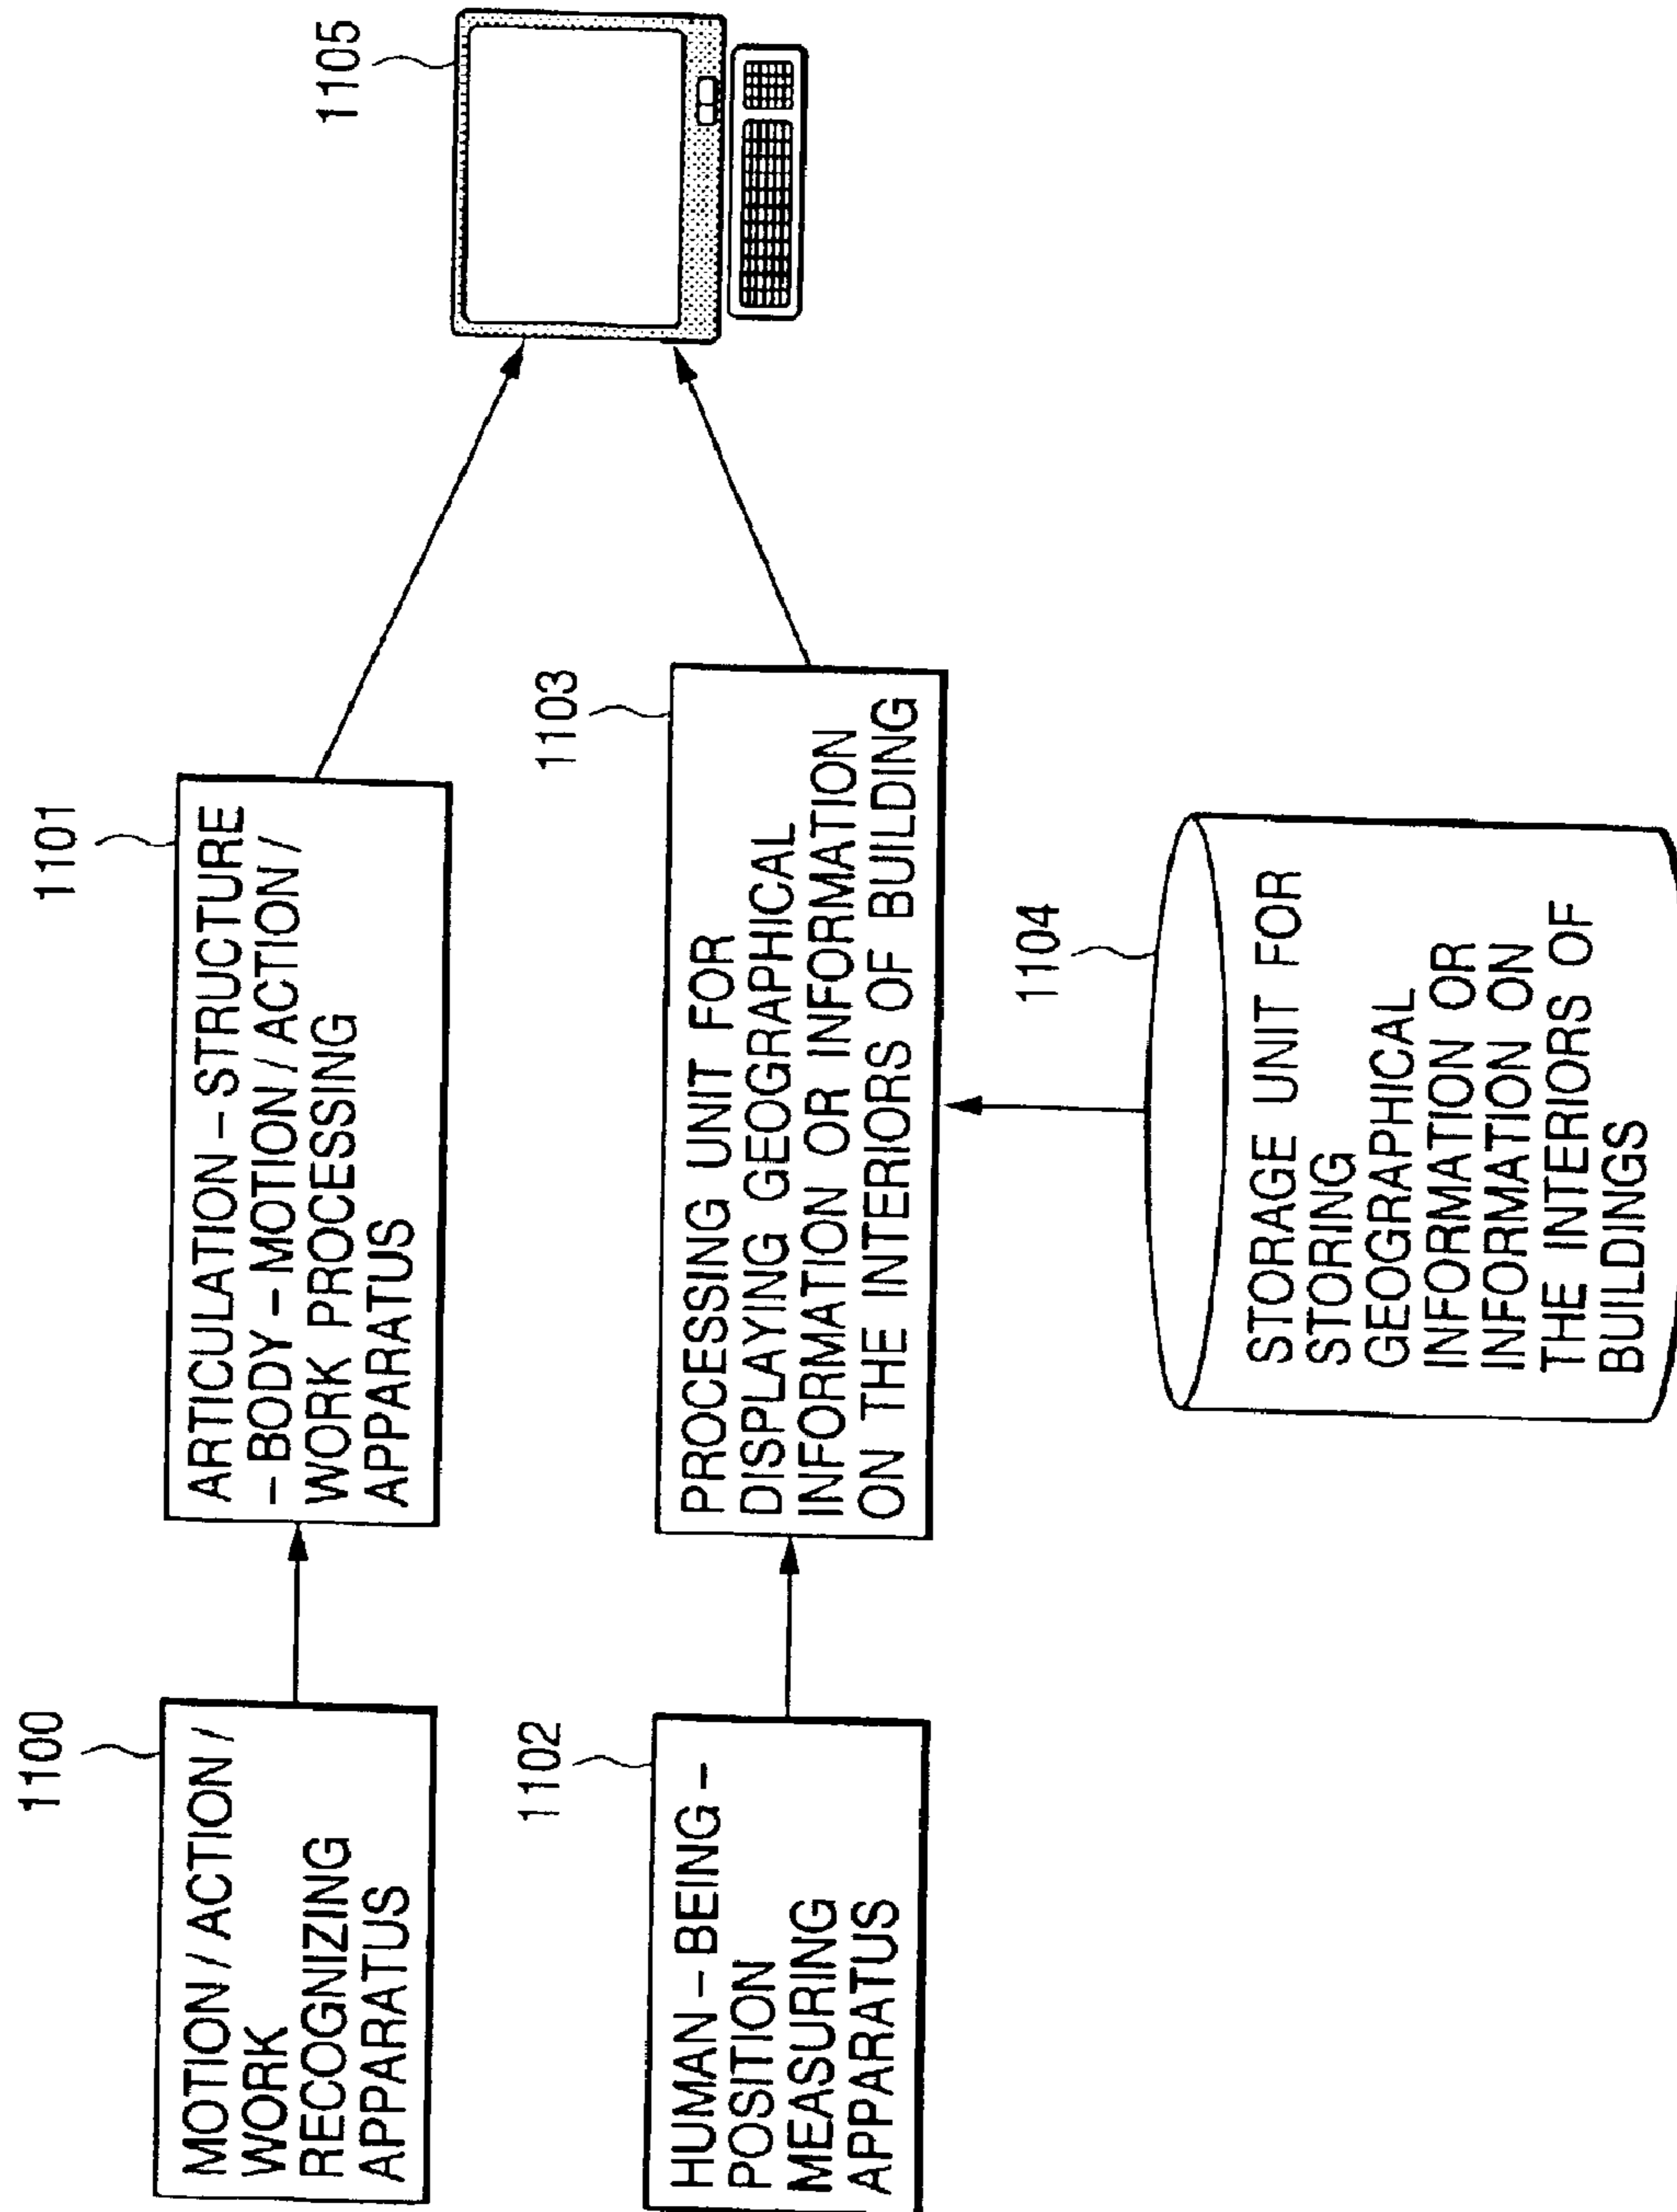 1100
MOTION / ACTION /
WORK
RECOGNIZING
APPARATUS
1101
ARTICULATION – STRUCTURE
– BODY – MOTION / ACTION /
WORK PROCESSING
APPARATUS
1105
1102
HUMAN – BEING –
POSITION
MEASURING
APPARATUS
1103
PROCESSING UNIT FOR
DISPLAYING GEOGRAPHICAL
INFORMATION OR INFORMATION
ON THE INTERIORS OF BUILDING
1104
STORAGE UNIT FOR
STORING
GEOGRAPHICAL
INFORMATION OR
INFORMATION ON
THE INTERIORS OF
BUILDINGS